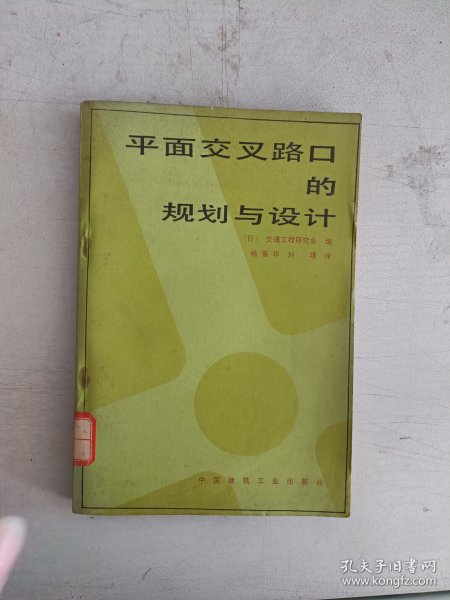 平面交叉路口
的
规划与设计
〔日〕 交通工程研究会 编
杨春华 刘 堪 译
中国建筑工业出版社
孔夫子旧书网
www.kongfz.com